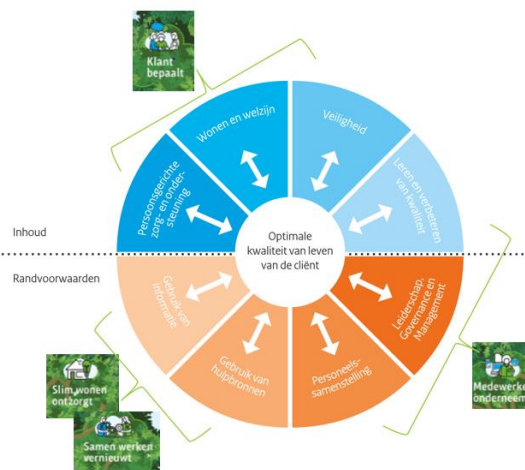 Klant
bepaalt
Wonen en welzijn
Veiligheid
Persoonsgerichte
zorg- en onder-
steuning
Leren en verbeteren
van kwaliteit
Inhoud
Optimale
kwaliteit van leven
van de cliënt
Randvoorwaarden
Gebruik van
informatie
Leiderschap,
Governance en
Management
Gebruik van
hulpbronnen
Personeels-
samenstelling
Slim wonen
ontzorgt
Medewerke
onderneem
Samen werken
vernieuwt